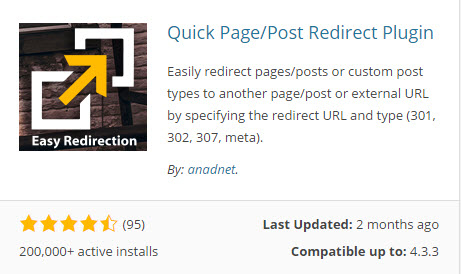 Quick Page/Post Redirect Plugin
Easily redirect pages/posts or custom post
types to another page/post or external URL
by specifying the redirect URL and type (301,
302, 307, meta).
By: anadnet.
Easy Redirection
(95)
Last Updated: 2 months ago
200,000+ active installs
Compatible up to: 4.3.3